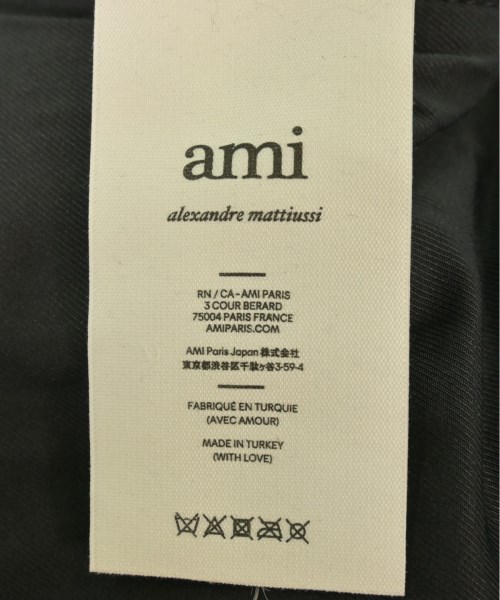 ami
alexandre mattiussi
RN / CA - AMI PARIS
3 COUR BERARD
75004 PARIS FRANCE
AMIPARIS.COM
AMI Paris Japan 株式会社
東京都渋谷区千駄ヶ谷3-59-4
FABRIQUÉ EN TURQUIE
(AVEC AMOUR)
MADE IN TURKEY
(WITH LOVE)